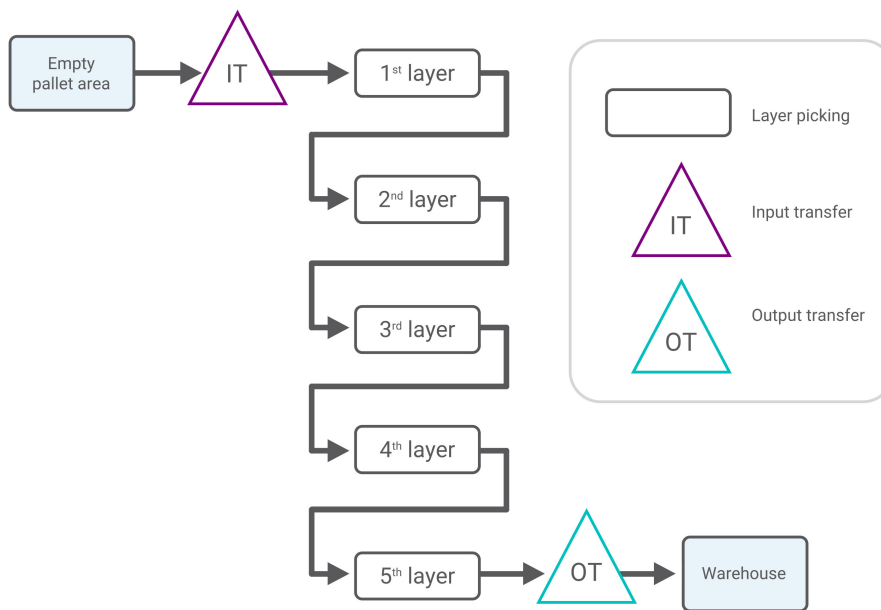 Empty
pallet area
IT
1st layer
Layer picking
2nd layer
IT
Input transfer
3rd layer
OT
Output transfer
4th layer
5th layer
OT
Warehouse